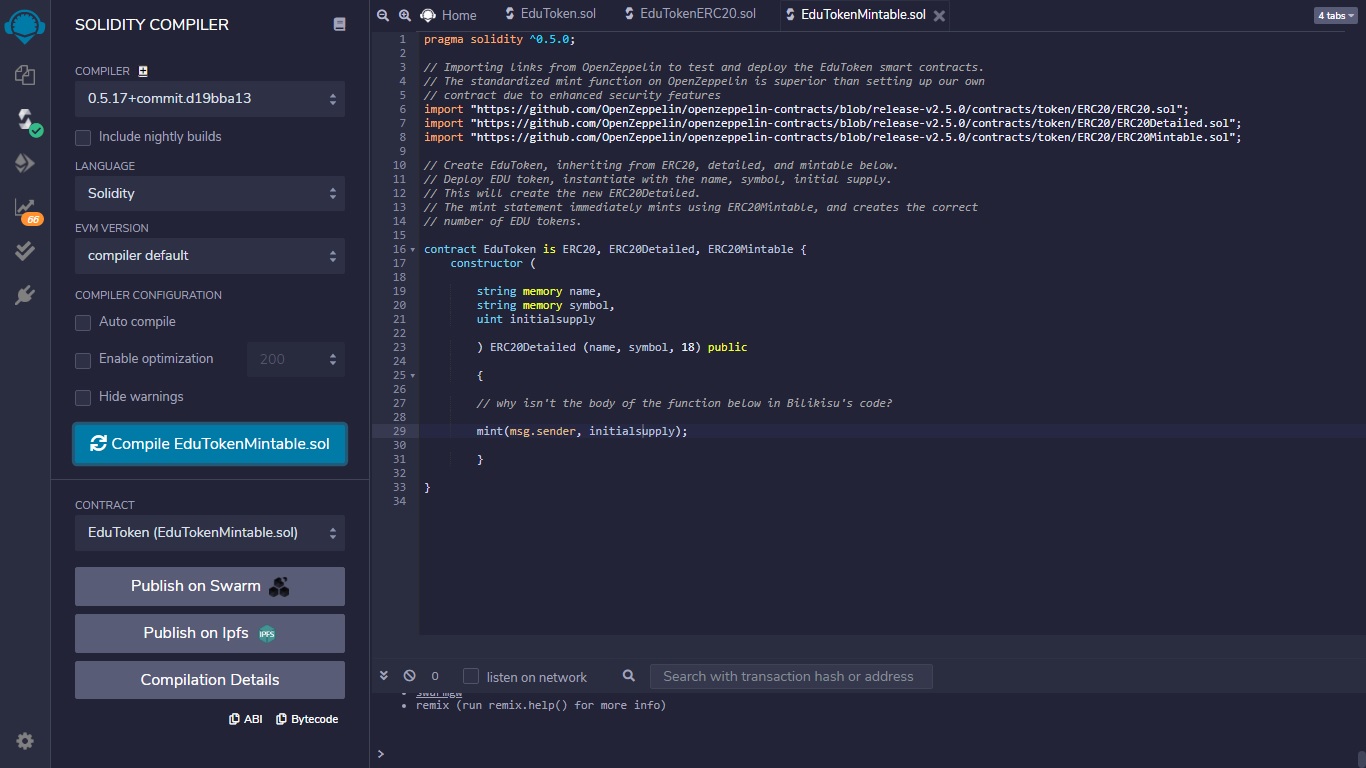 SOLIDITY COMPILER
COMPILER
0.5.17+commit.d19bba13
Include nightly builds
LANGUAGE
Solidity
EVM VERSION
compiler default
COMPILER CONFIGURATION
Auto compile
Enable optimization 200
Hide warnings
Compile EduTokenMintable.sol
CONTRACT
EduToken (EduTokenMintable.sol)
Publish on Swarm
Publish on Ipfs IPFS
Compilation Details
ABI Bytecode
66
Home EduToken.sol EduTokenERC20.sol EduTokenMintable.sol 4 tabs
1 pragma solidity ^0.5.0;
2
3 // Importing links from OpenZeppelin to test and deploy the EduToken smart contracts.
4 // The standardized mint function on OpenZeppelin is superior than setting up our own
5 // contract due to enhanced security features
6 import "https://github.com/OpenZeppelin/openzeppelin-contracts/blob/release-v2.5.0/contracts/token/ERC20/ERC20.sol";
7 import "https://github.com/OpenZeppelin/openzeppelin-contracts/blob/release-v2.5.0/contracts/token/ERC20/ERC20Detailed.sol";
8 import "https://github.com/OpenZeppelin/openzeppelin-contracts/blob/release-v2.5.0/contracts/token/ERC20/ERC20Mintable.sol";
9
10 // Create EduToken, inheriting from ERC20, detailed, and mintable below.
11 // Deploy EDU token, instantiate with the name, symbol, initial supply.
12 // This will create the new ERC20Detailed.
13 // The mint statement immediately mints using ERC20Mintable, and creates the correct
14 // number of EDU tokens.
15
16 contract EduToken is ERC20, ERC20Detailed, ERC20Mintable {
17 constructor (
18
19 string memory name,
20 string memory symbol,
21 uint initialsupply
22
23 ) ERC20Detailed (name, symbol, 18) public
24
25 {
26
27 // why isn't the body of the function below in Bilikisu's code?
28
29 mint(msg.sender, initialsupply);
30
31 }
32
33 }
34
0 listen on network Search with transaction hash or address
remix (run remix.help() for more info)
>